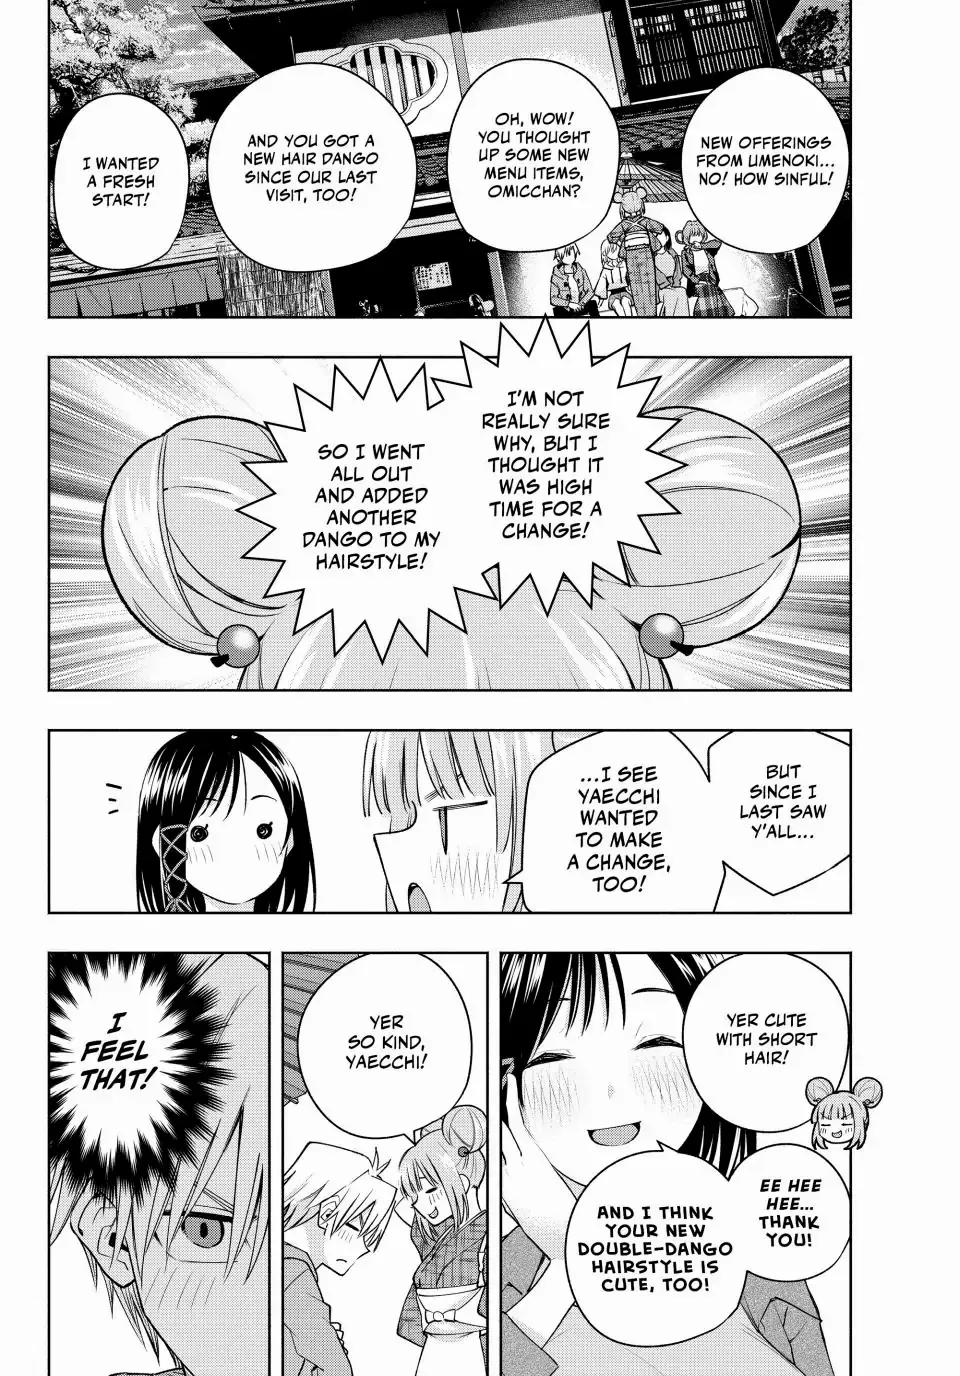 NEW OFFERINGS
FROM UMENOKI...
NO! HOW SINFUL!
OH, WOW!
YOU THOUGHT
UP SOME NEW
MENU ITEMS,
OMICCHAN?
AND YOU GOT A
NEW HAIR DANGO
SINCE OUR LAST
VISIT, TOO!
I WANTED
A FRESH
START!
I'M NOT
REALLY SURE
WHY, BUT I
THOUGHT IT
WAS HIGH
TIME FOR A
CHANGE!
SO I WENT
ALL OUT
AND ADDED
ANOTHER
DANGO TO MY
HAIRSTYLE!
BUT
SINCE I
LAST SAW
Y'ALL...
...I SEE
YAECCHI
WANTED
TO MAKE
A CHANGE,
TOO!
YER CUTE
WITH SHORT
HAIR!
EE HEE
HEE...
THANK
YOU!
AND I THINK
YOUR NEW
DOUBLE-DANGO
HAIRSTYLE IS
CUTE, TOO!
YER
SO KIND,
YAECCHI!
I
FEEL
THAT!